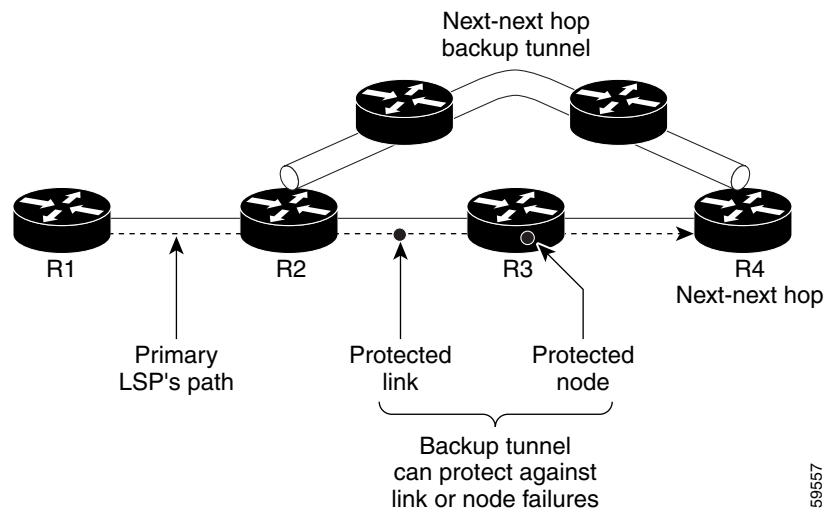 Next-next hop
backup tunnel
R1
R2
R3
R4
Next-next hop
Primary
LSP's path
Protected
link
Protected
node
Backup tunnel
can protect against
link or node failures
59557